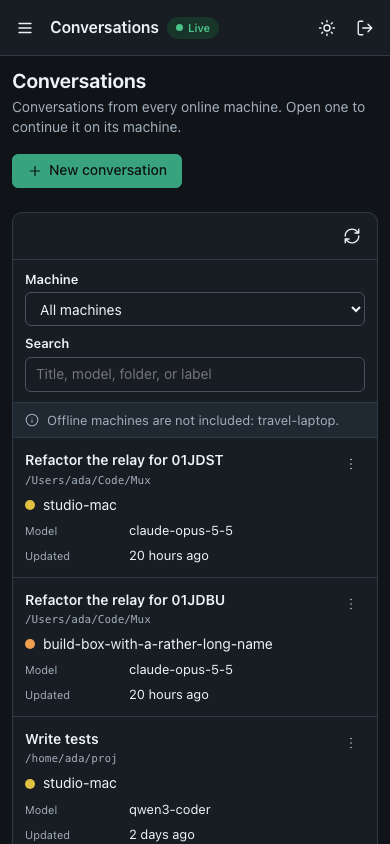 Conversations
Live
Conversations
Conversations from every online machine. Open one to
continue it on its machine.
New conversation
Machine
All machines
Search
Title, model, folder, or label
Offline machines are not included: travel-laptop.
Refactor the relay for 01JDST
/Users/ada/Code/Mux
studio-mac
Model claude-opus-5-5
Updated 20 hours ago
Refactor the relay for 01JDBU
/Users/ada/Code/Mux
build-box-with-a-rather-long-name
Model claude-opus-5-5
Updated 20 hours ago
Write tests
/home/ada/proj
studio-mac
Model qwen3-coder
Updated 2 days ago